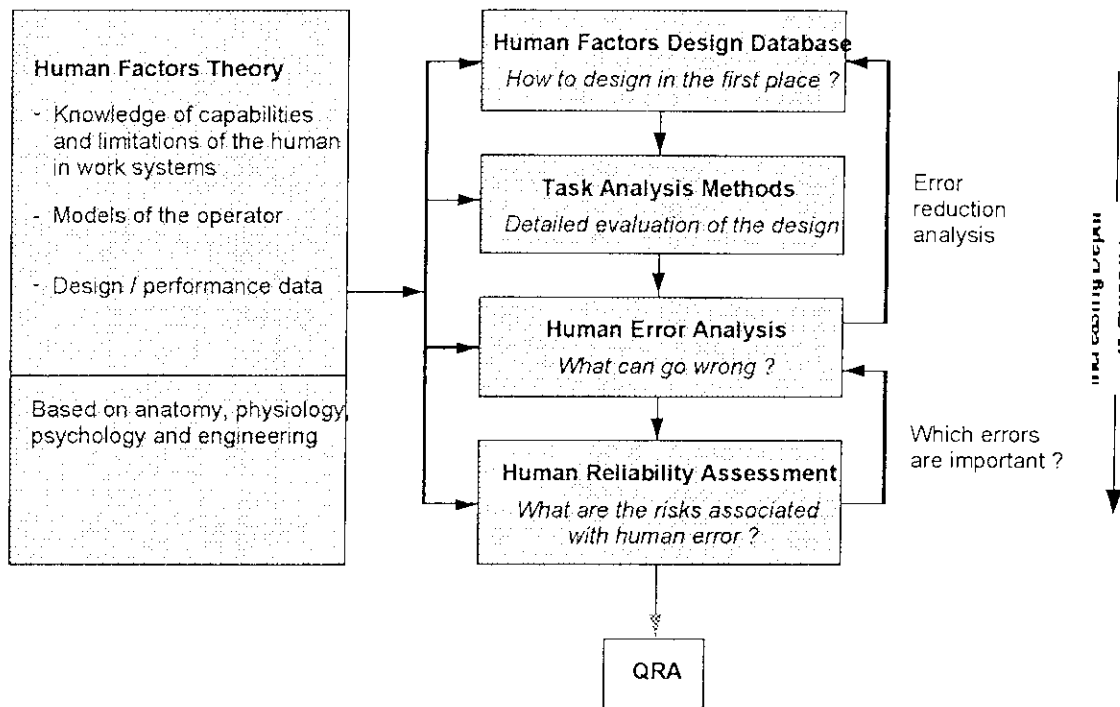 Human Factors Theory
- Knowledge of capabilities
and limitations of the human
in work systems
- Models of the operator
- Design / performance data
Based on anatomy, physiology,
psychology and engineering
Human Factors Design Database
How to design in the first place ?
Task Analysis Methods
Detailed evaluation of the design
Human Error Analysis
What can go wrong ?
Human Reliability Assessment
What are the risks associated
with human error ?
QRA
Error
reduction
analysis
Which errors
are important ?
Increasing Depth